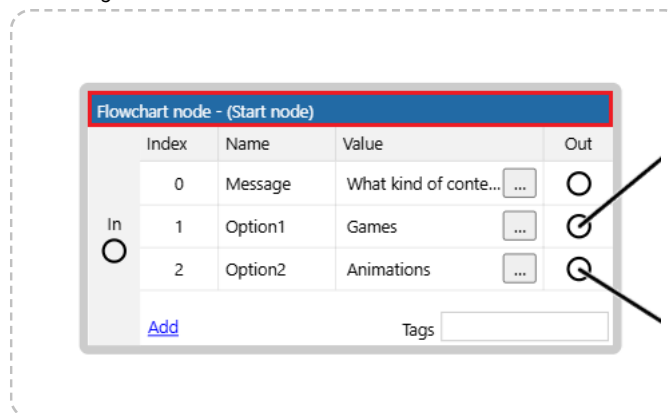 Flowchart node - (Start node)
Index Name Value Out
0 Message What kind of conte... ...
In
1 Option1 Games ...
2 Option2 Animations ...
Add Tags